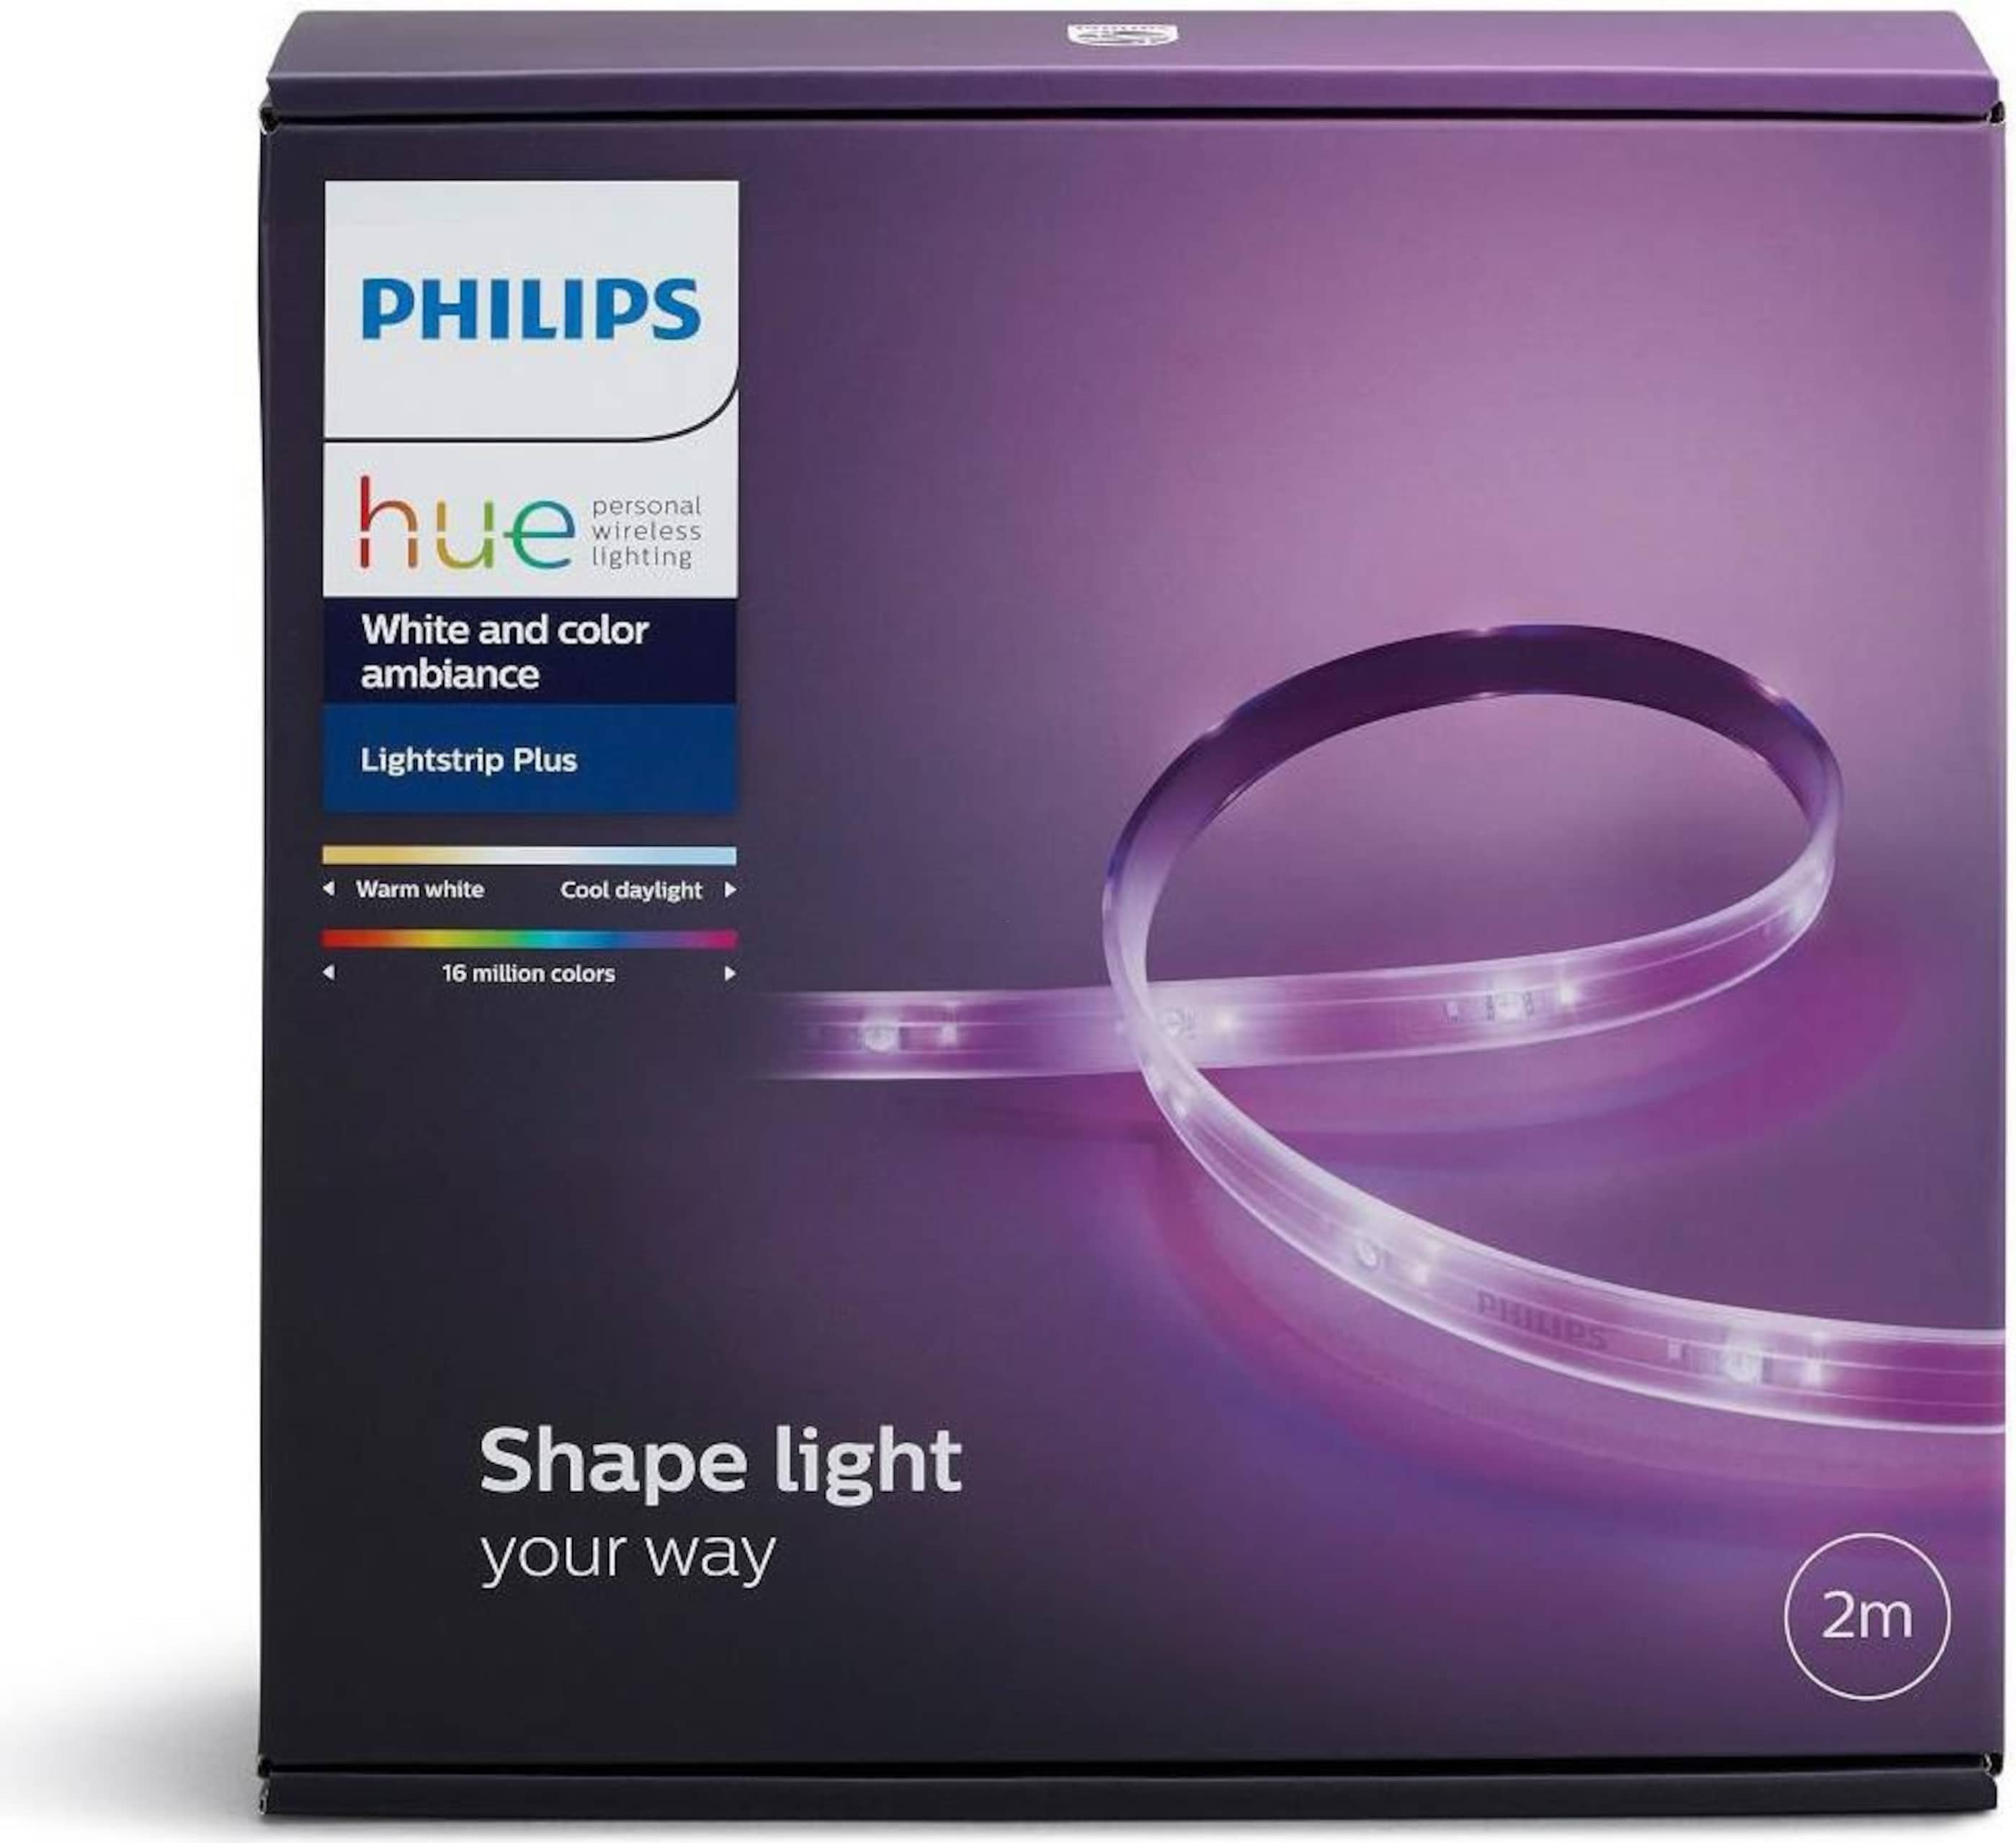 PHILIPS
hue
personal
wireless
lighting
White and color
ambiance
Lightstrip Plus
Warm white
Cool daylight
16 million colors
PHILIPS
Shape light
your way
2m